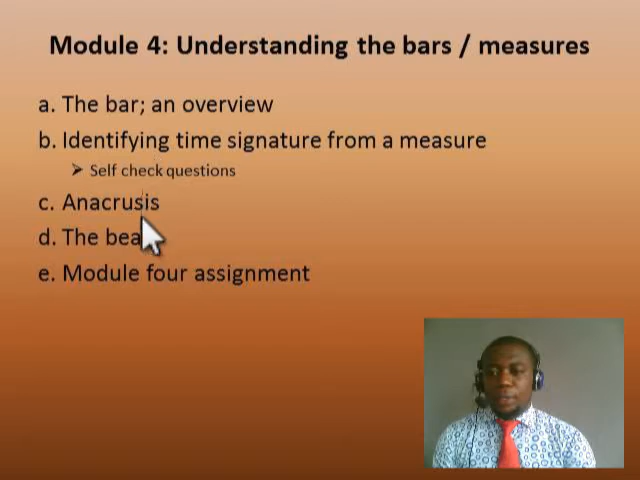 Module 4: Understanding the bars / measures
a. The bar; an overview
b. Identifying time signature from a measure
Self check questions
c. Anacrusis
d. The
e. Module four assignment